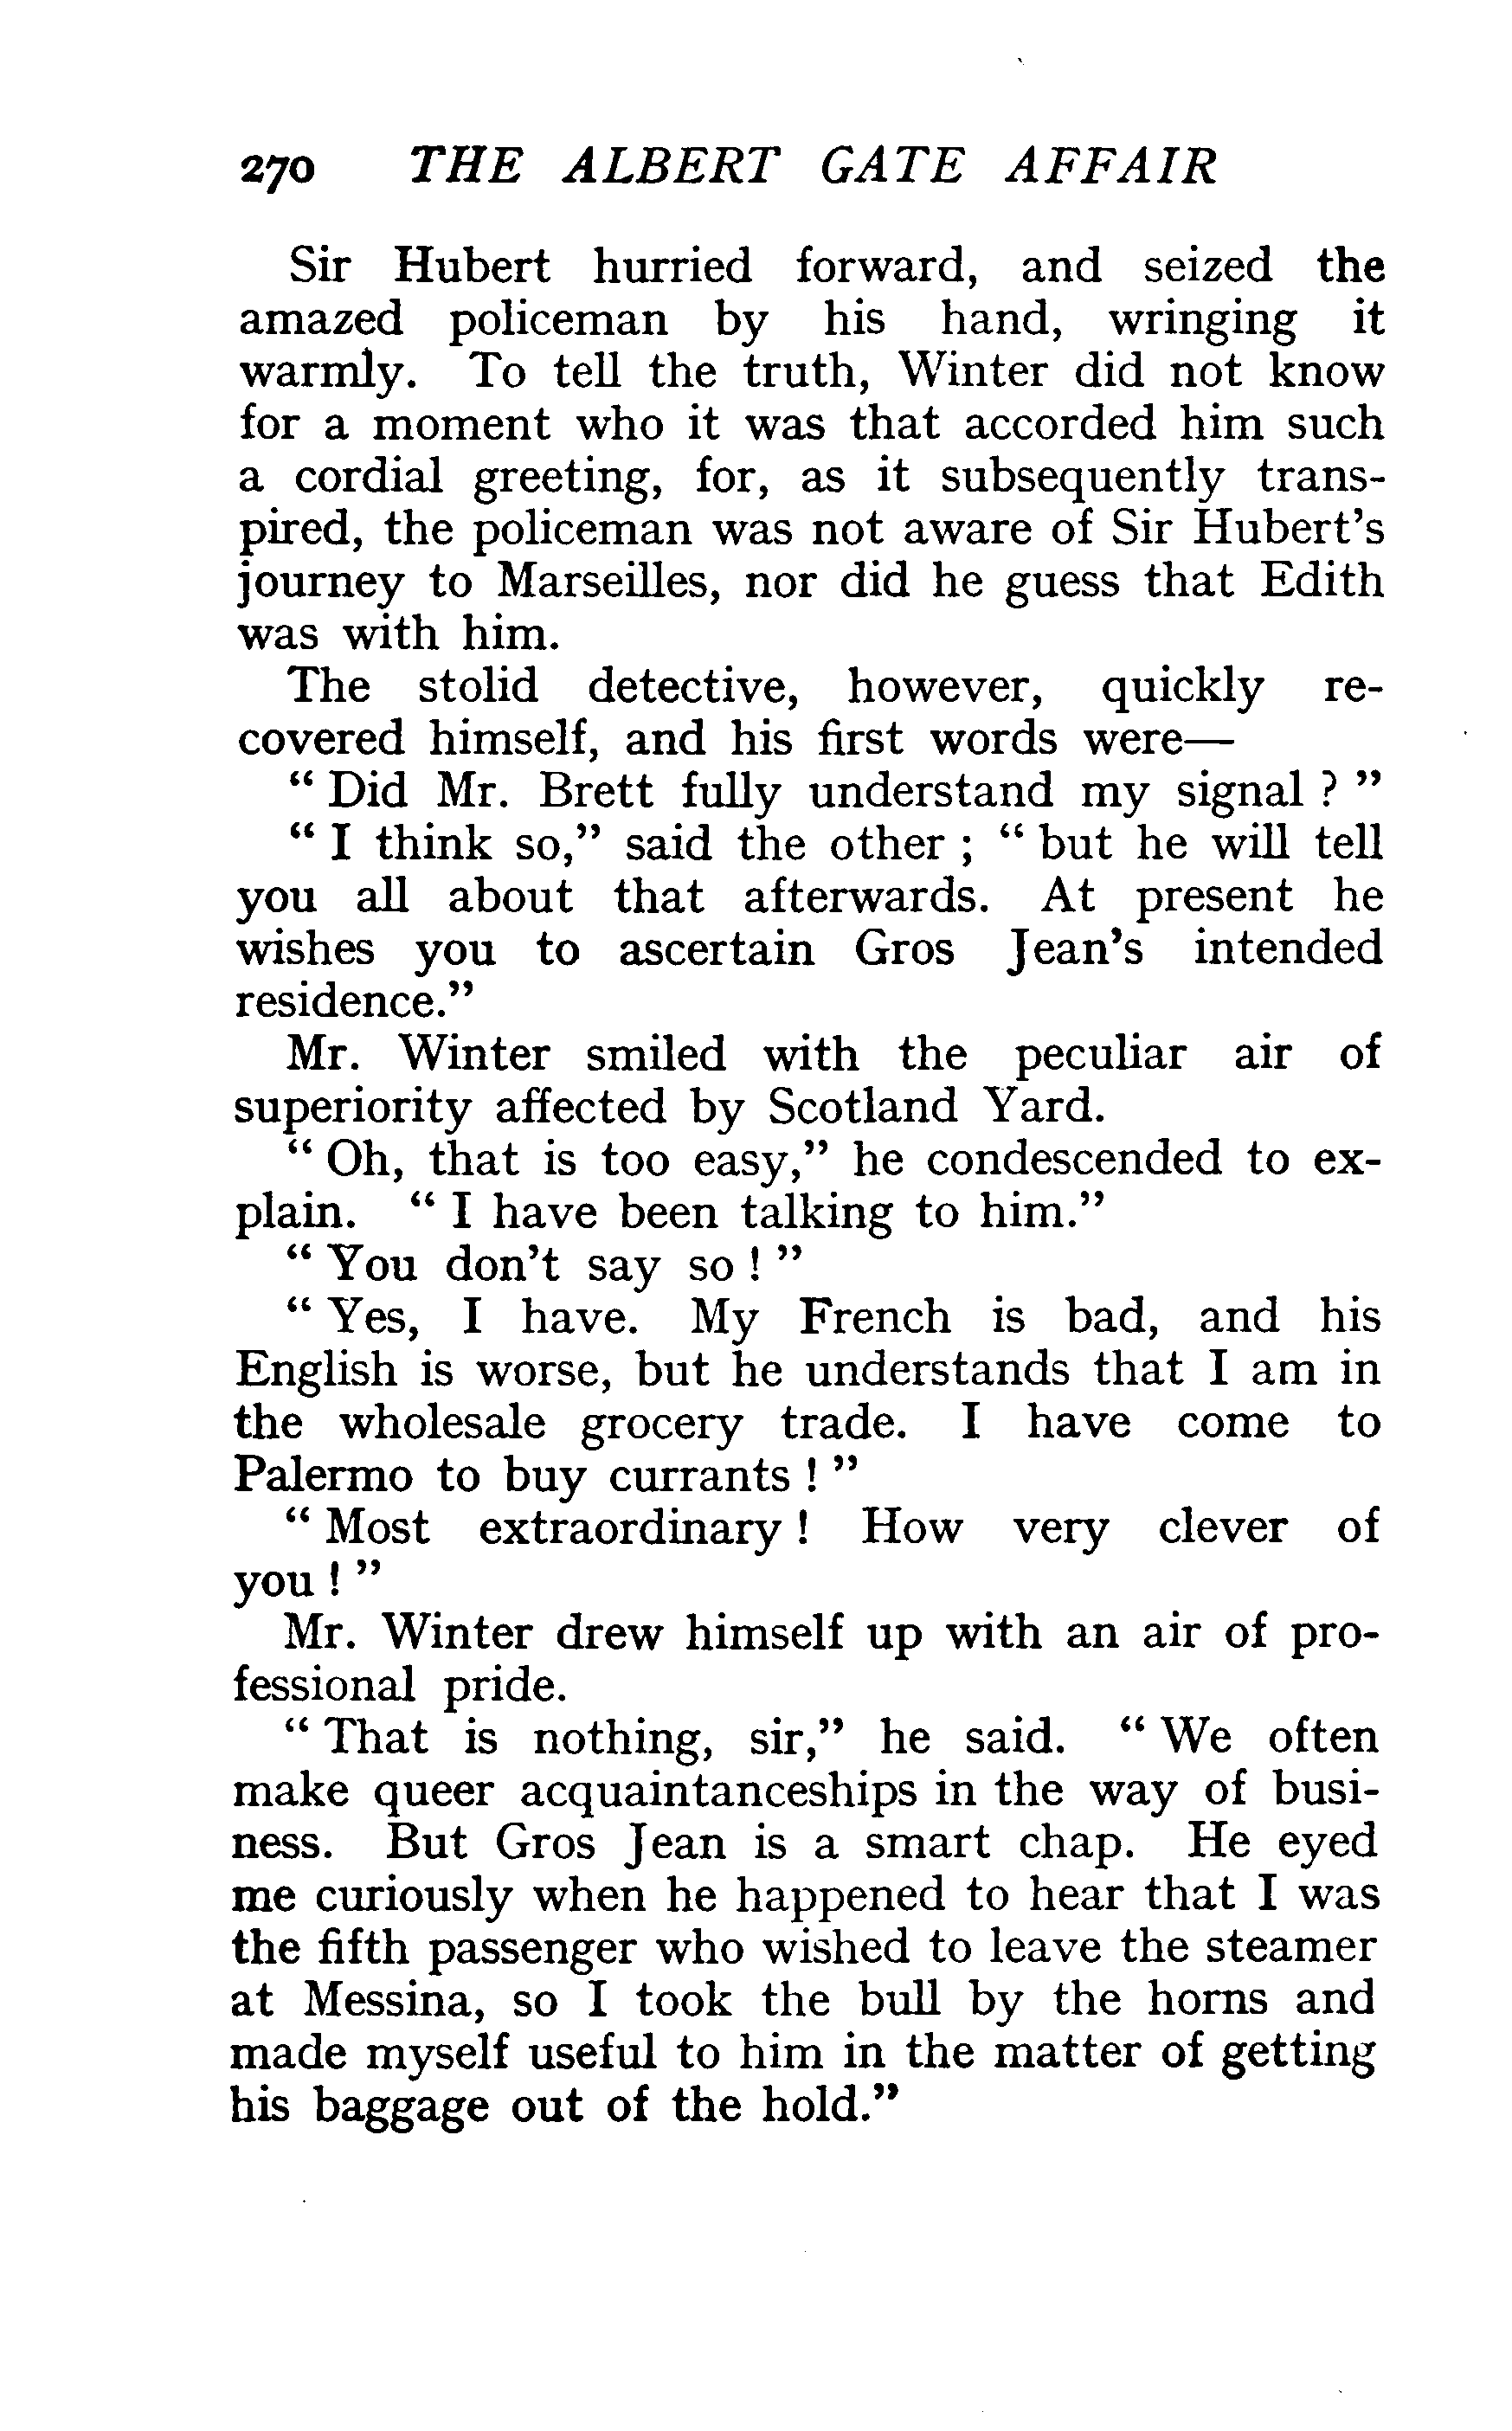 270 THE ALBERT GATE AFFAIR
Sir Hubert hurried forward, and seized the
amazed policeman by his hand, wringing it
warmly. To tell the truth, Winter did not know
for a moment who it was that accorded him such
a cordial greeting, for, as it subsequently trans-
pired, the policeman was not aware of Sir Hubert's
journey to Marseilles, nor did he guess that Edith
was with him.
The stolid detective, however, quickly re-
covered himself, and his first words were—
“ Did Mr. Brett fully understand my signal ? ”
“ I think so,” said the other ; “ but he will tell
you all about that afterwards. At present he
wishes you to ascertain Gros Jean's intended
residence.”
Mr. Winter smiled with the peculiar air of
superiority affected by Scotland Yard.
“ Oh, that is too easy,” he condescended to ex-
plain. “ I have been talking to him.”
“ You don't say so ! ”
“ Yes, I have. My French is bad, and his
English is worse, but he understands that I am in
the wholesale grocery trade. I have come to
Palermo to buy currants ! ”
“ Most extraordinary ! How very clever of
you ! ”
Mr. Winter drew himself up with an air of pro-
fessional pride.
“ That is nothing, sir,” he said. “ We often
make queer acquaintanceships in the way of busi-
ness. But Gros Jean is a smart chap. He eyed
me curiously when he happened to hear that I was
the fifth passenger who wished to leave the steamer
at Messina, so I took the bull by the horns and
made myself useful to him in the matter of getting
his baggage out of the hold.”